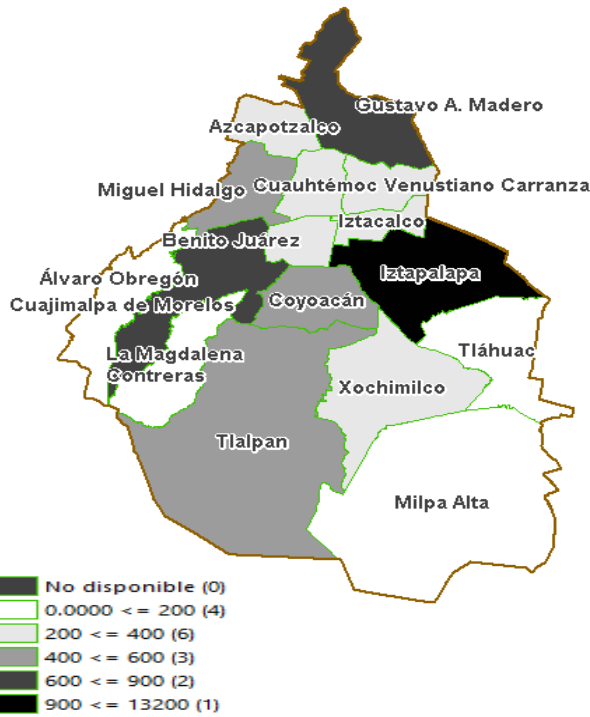 Gustavo A. Madero
Azcapotzalco
Miguel Hidalgo
Cuauhtémoc
Venustiano Carranza
Iztacalco
Benito Juárez
Iztapalapa
Álvaro Obregón
Coyoacán
Cuajimalpa de Morelos
La Magdalena
Contreras
Tláhuac
Xochimilco
Tlalpan
Milpa Alta
No disponible (0)
0.0000 <= 200 (4)
200 <= 400 (6)
400 <= 600 (3)
600 <= 900 (2)
900 <= 13200 (1)